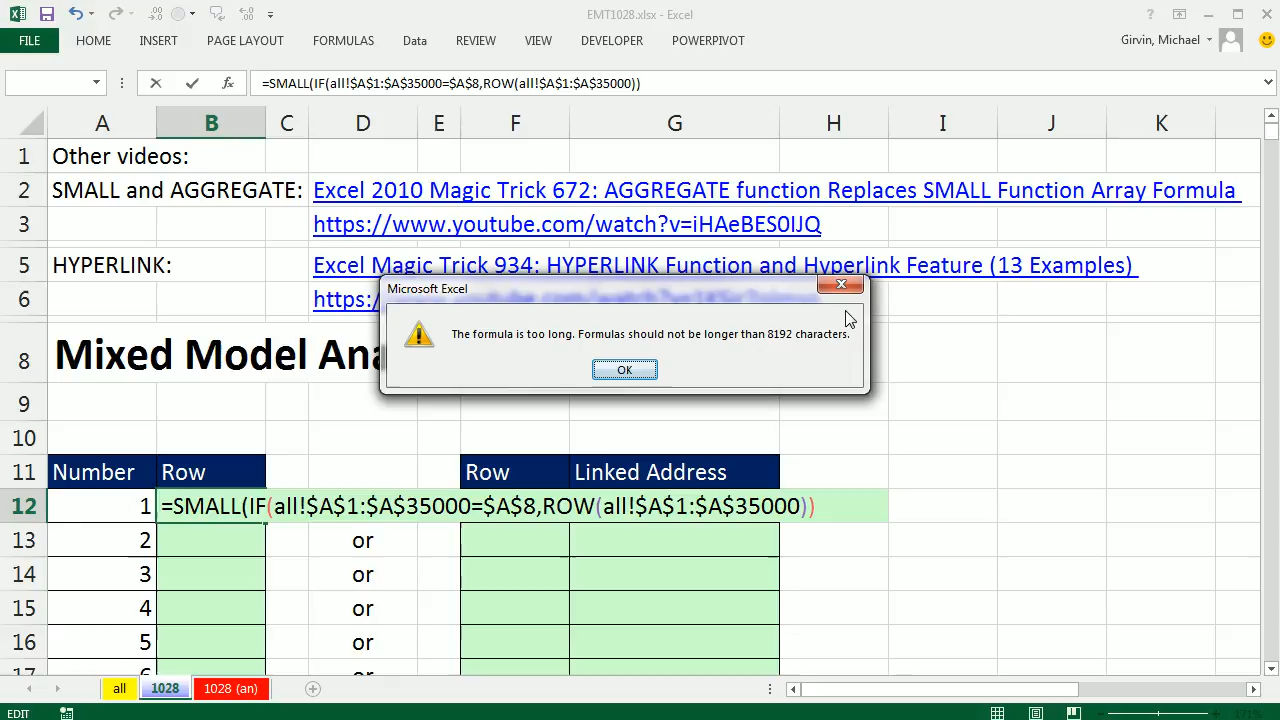 EMT1028.xlsx - Excel
FILE HOME INSERT PAGE LAYOUT FORMULAS Data REVIEW VIEW DEVELOPER POWERPIVOT Girvin, Michael
=SMALL(IF(all!$A$1:$A$35000=$A$8,ROW(all!$A$1:$A$35000))
A B C D E F G H I J K
1 Other videos:
2 SMALL and AGGREGATE: Excel 2010 Magic Trick 672: AGGREGATE function Replaces SMALL Function Array Formula
3 https://www.youtube.com/watch?v=iHAeBES0IJQ
5 HYPERLINK: Excel Magic Trick 934: HYPERLINK Function and Hyperlink Feature (13 Examples)
6 https:
Microsoft Excel
The formula is too long. Formulas should not be longer than 8192 characters.
OK
8 Mixed Model Ana
9
10
11 Number Row Row Linked Address
12 1 =SMALL(IF(all!$A$1:$A$35000=$A$8,ROW(all!$A$1:$A$35000))
13 2 or
14 3 or
15 4 or
16 5 or
17 6 or
all 1028 1028 (an)
EDIT